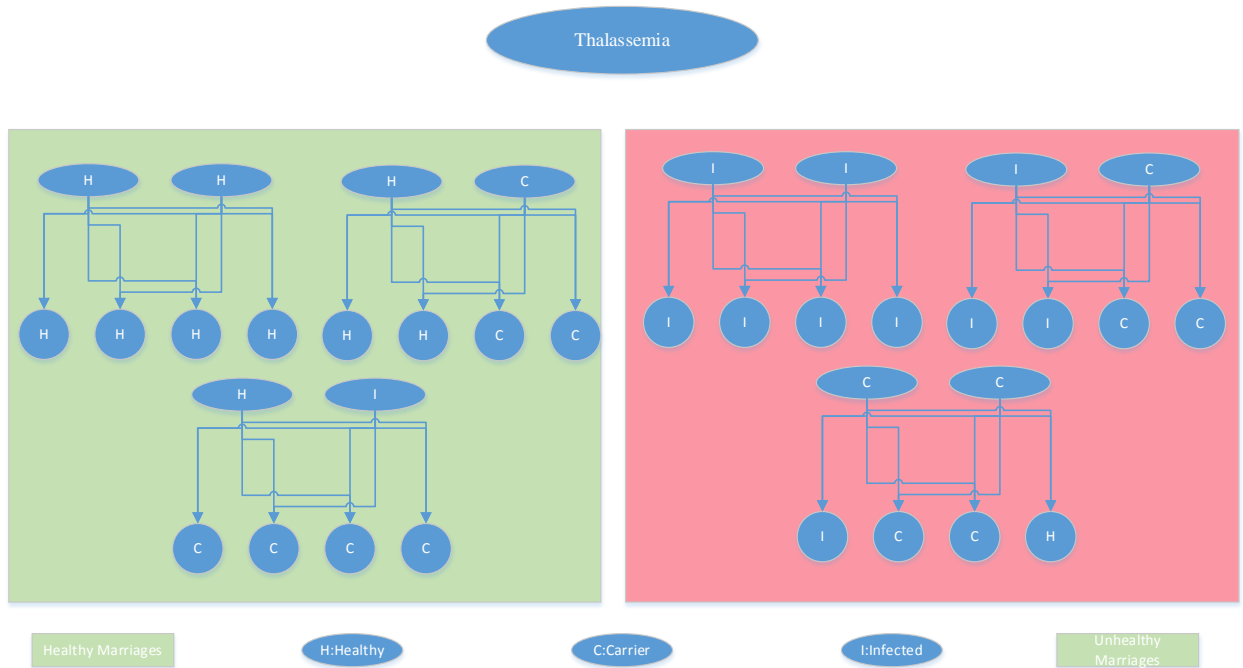 Thalassemia
H H H C
H H H H H H C C
H I
C C C C
I I I C
I I I I I I C C
C C
I C C H
Healthy Marriages
H:Healthy
C:Carrier
I:Infected
Unhealthy
Marriages